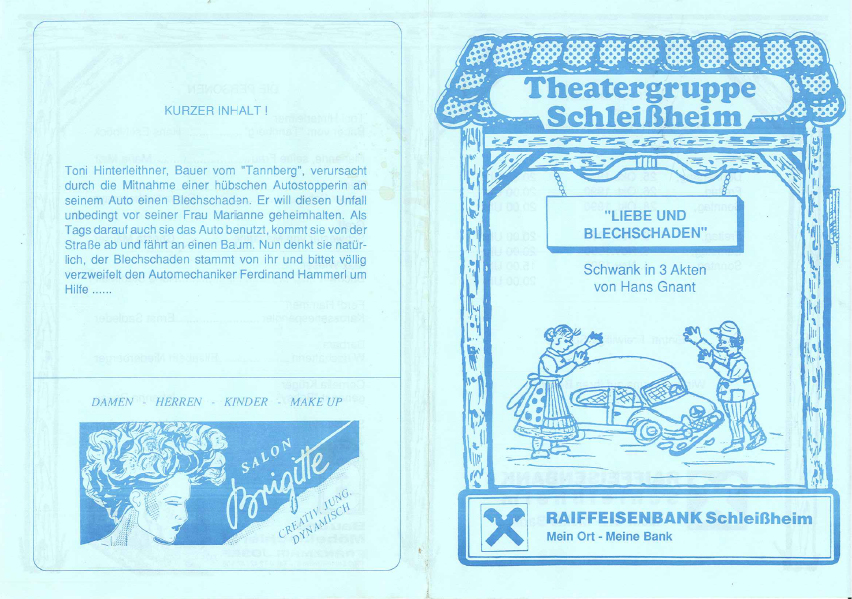 KURZER INHALT !
Toni Hinterleithner, Bauer vom "Tannberg", verursacht
durch die Mitnahme einer hübschen Autostopperin an
seinem Auto einen Blechschaden. Er will diesen Unfall
unbedingt vor seiner Frau Marianne geheimhalten. Als
Tags darauf auch sie das Auto benutzt, kommt sie von der
Straße ab und fährt an einen Baum. Nun denkt sie natür-
lich, der Blechschaden stammt von ihr und bittet völlig
verzweifelt den Automechaniker Ferdinand Hammerl um
Hilfe ......
DAMEN - HERREN - KINDER - MAKE UP
SALON
Brigitte
CREATIV, JUNG,
DYNAMISCH
Theatergruppe
Schleißheim
"LIEBE UND
BLECHSCHADEN"
Schwank in 3 Akten
von Hans Gnant
RAIFFEISENBANK Schleißheim
Mein Ort - Meine Bank